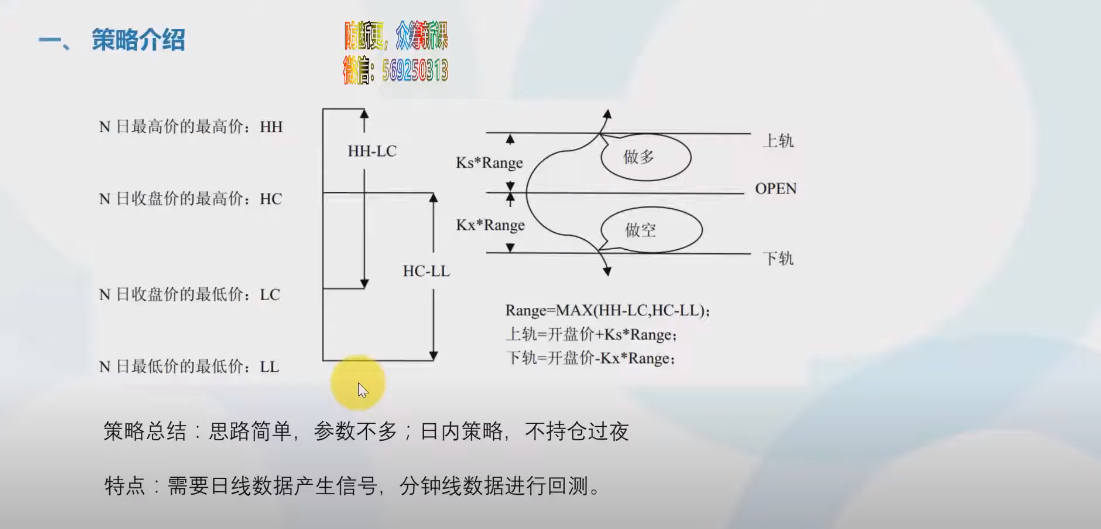 一、 策略介绍
防断更，众筹新课
微信：569250313
N 日最高价的最高价：HH
N 日收盘价的最高价：HC
N 日收盘价的最低价：LC
N 日最低价的最低价：LL
HH-LC
HC-LL
Ks*Range
Kx*Range
上轨
做多
OPEN
做空
下轨
Range=MAX(HH-LC,HC-LL)；
上轨=开盘价+Ks*Range；
下轨=开盘价-Kx*Range；
策略总结：思路简单，参数不多；日内策略，不持仓过夜
特点：需要日线数据产生信号，分钟线数据进行回测。